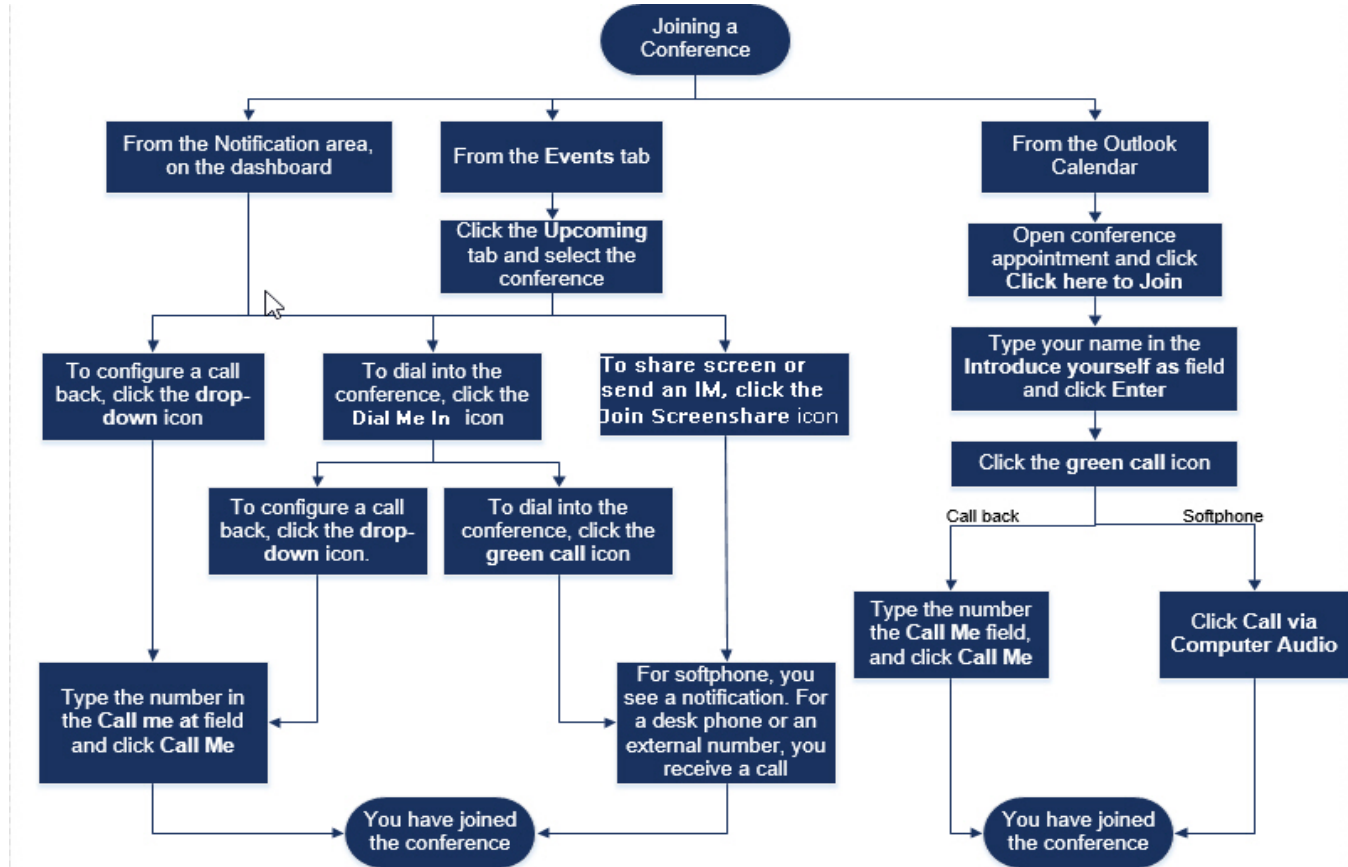 Joining a
Conference
From the Notification area,
on the dashboard
From the Events tab
From the Outlook
Calendar
Click the Upcoming
tab and select the
conference
Open conference
appointment and click
Click here to Join
To configure a call
back, click the drop-
down icon
To dial into the
conference, click the
Dial Me In icon
To share screen or
send an IM, click the
Join Screenshare icon
Type your name in the
Introduce yourself as field
and click Enter
Click the green call icon
To configure a call
back, click the drop-
down icon.
To dial into the
conference, click the
green call icon
Call back
Softphone
Type the number
the Call Me field,
and click Call Me
Click Call via
Computer Audio
Type the number in
the Call me at field
and click Call Me
For softphone, you
see a notification. For
a desk phone or an
external number, you
receive a call
You have joined
the conference
You have joined
the conference